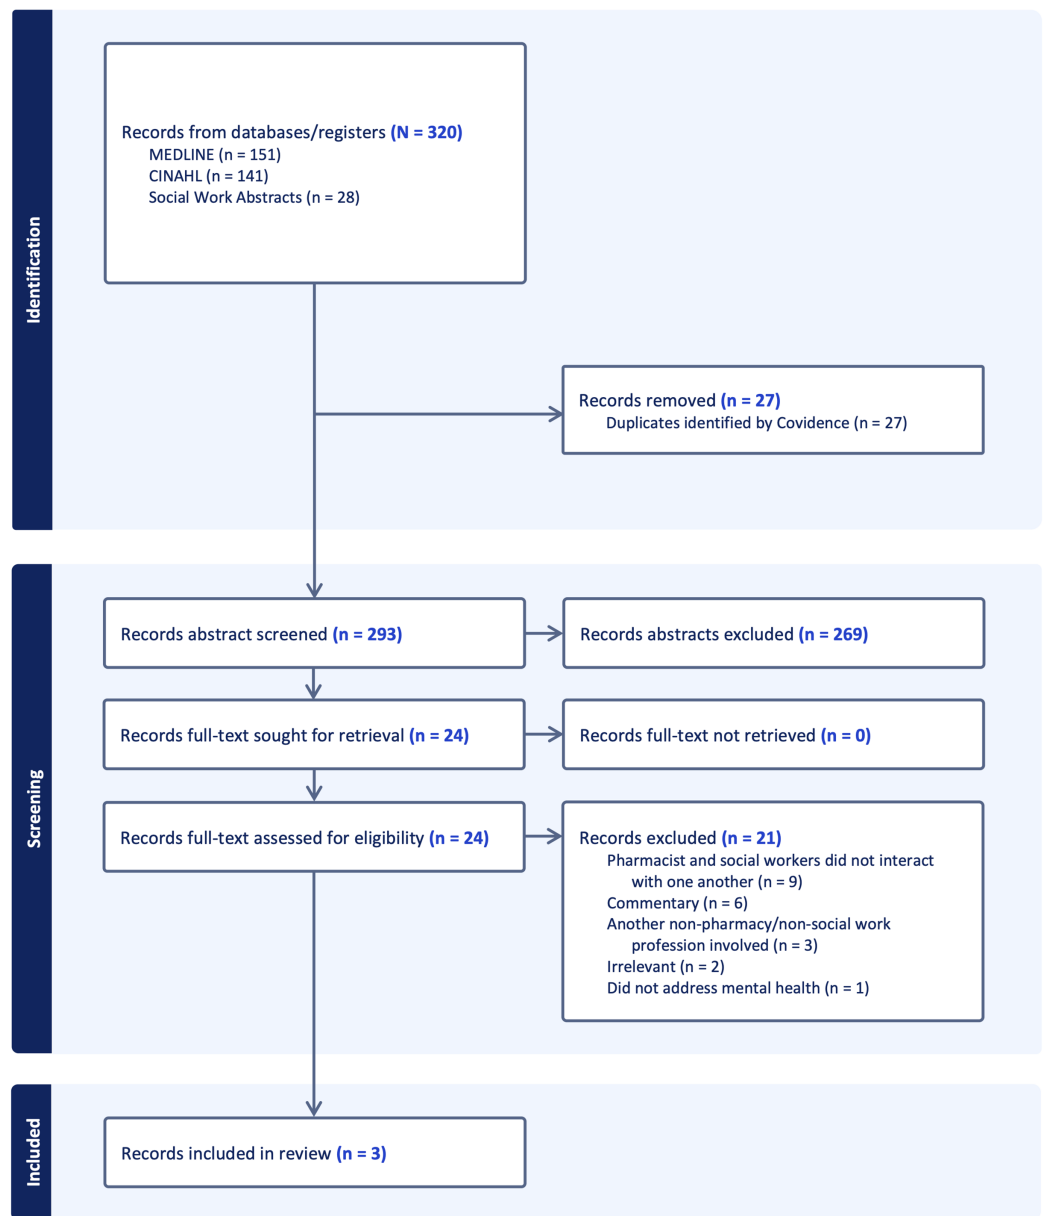 Identification
Records from databases/registers (N = 320)
MEDLINE (n = 151)
CINAHL (n = 141)
Social Work Abstracts (n = 28)
Records removed (n = 27)
Duplicates identified by Covidence (n = 27)
Screening
Records abstract screened (n = 293)
Records abstracts excluded (n = 269)
Records full-text sought for retrieval (n = 24)
Records full-text not retrieved (n = 0)
Records full-text assessed for eligibility (n = 24)
Records excluded (n = 21)
Pharmacist and social workers did not interact
with one another (n = 9)
Commentary (n = 6)
Another non-pharmacy/non-social work
profession involved (n = 3)
Irrelevant (n = 2)
Did not address mental health (n = 1)
Included
Records included in review (n = 3)